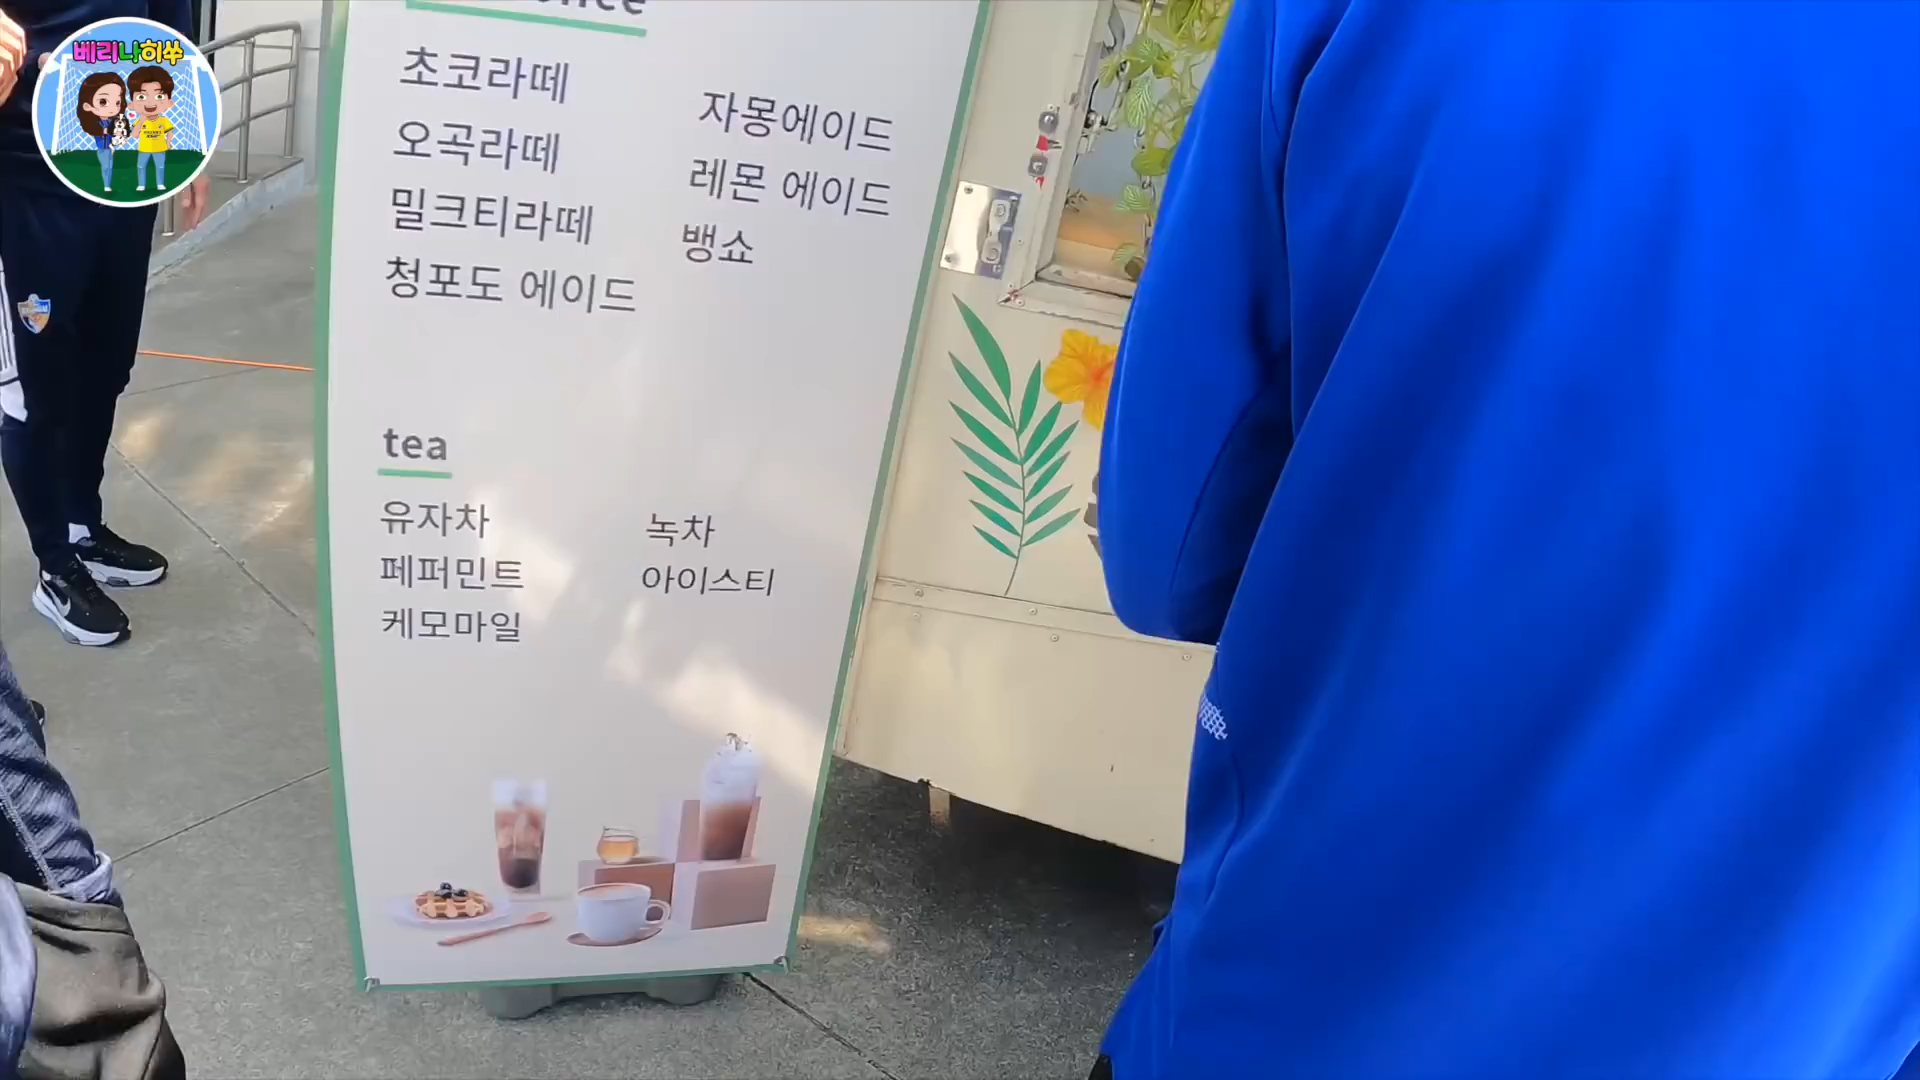 베리나히쑤
초코라떼
오곡라떼
밀크티라떼
청포도 에이드
자몽에이드
레몬 에이드
뱅쇼
tea
유자차
페퍼민트
케모마일
녹차
아이스티